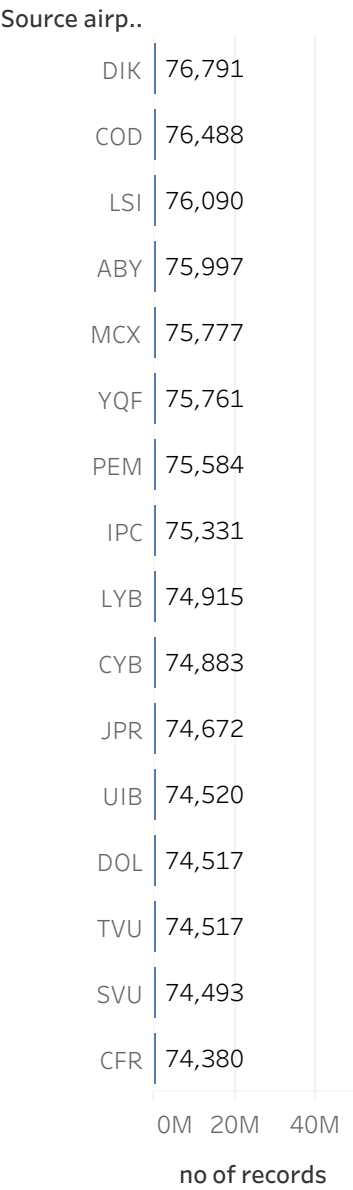 Source airp..
DIK 76,791
COD 76,488
LSI 76,090
ABY 75,997
MCX 75,777
YQF 75,761
PEM 75,584
IPC 75,331
LYB 74,915
CYB 74,883
JPR 74,672
UIB 74,520
DOL 74,517
TVU 74,517
SVU 74,493
CFR 74,380
0M 20M 40M
no of records